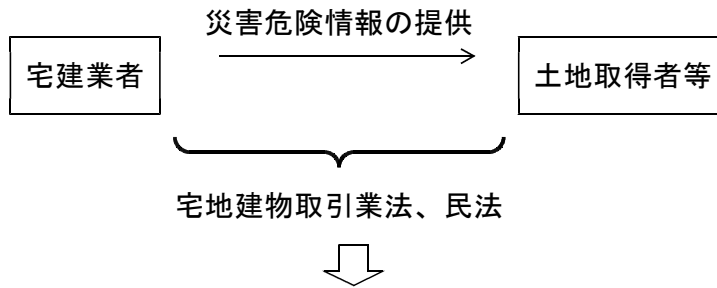 災害危険情報の提供
宅建業者
土地取得者等
宅地建物取引業法、民法